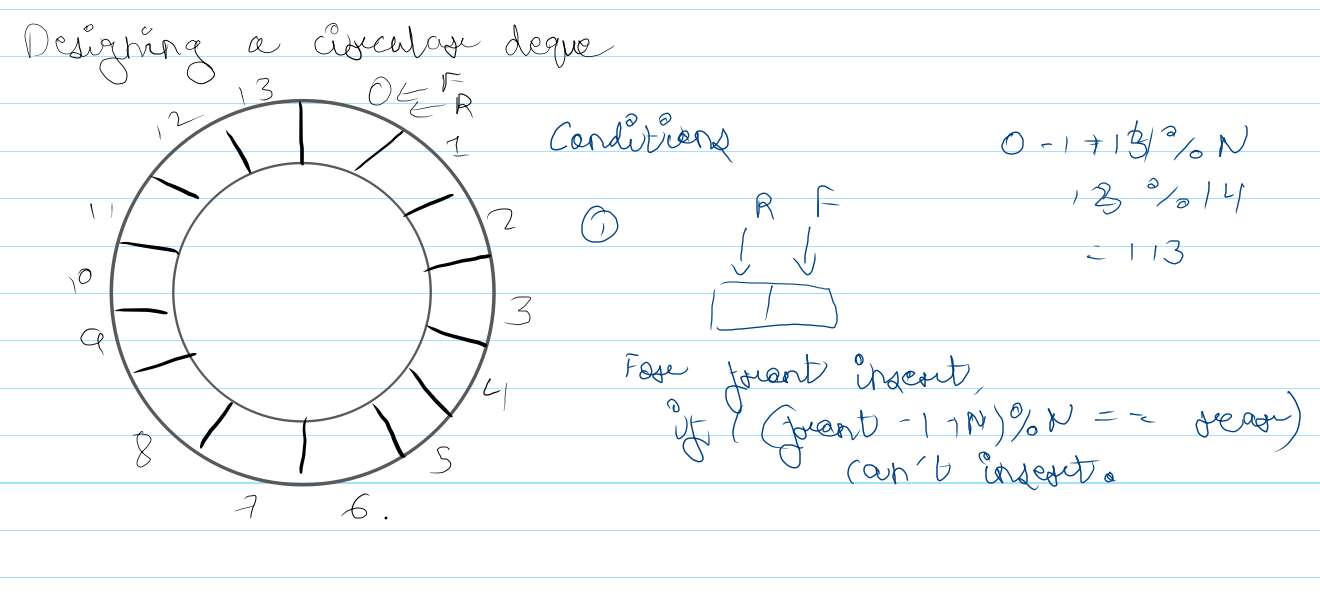 Designing a circular deque
0 ← F
← R
1
2
3
4
5
6.
7
8
9
10
11
12
13
Conditions
①
R F
For front insert,
if ((front -1 +N)%N == rear)
can't insert.
0 - 1 + 13 % N
13 % 14
= 113